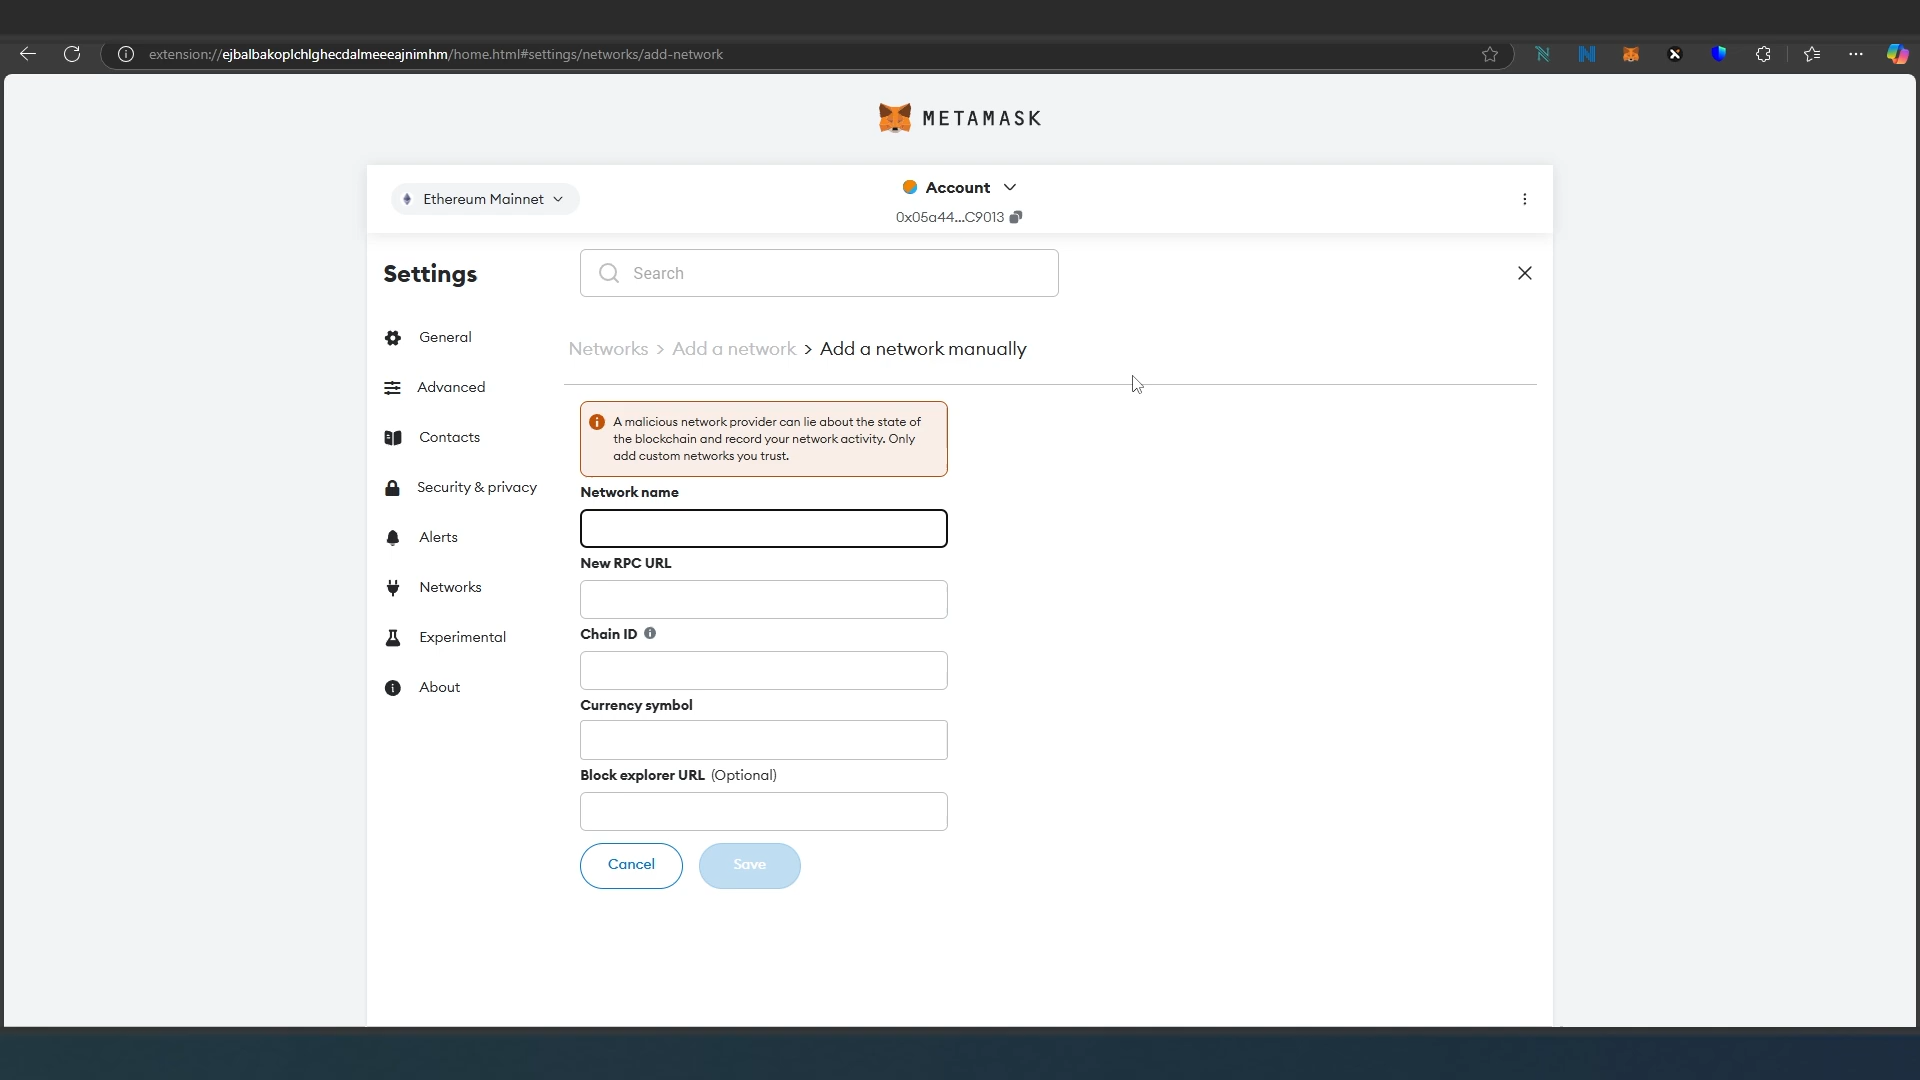 extension://ejbalbakoplchlghecdalmeeeajnimhm/home.html#settings/networks/add-network
METAMASK
Ethereum Mainnet
Account
0x05a44...C9013
Settings
Search
General
Advanced
Contacts
Security & privacy
Alerts
Networks
Experimental
About
Networks > Add a network > Add a network manually
A malicious network provider can lie about the state of
the blockchain and record your network activity. Only
add custom networks you trust.
Network name
New RPC URL
Chain ID
Currency symbol
Block explorer URL (Optional)
Cancel
Save